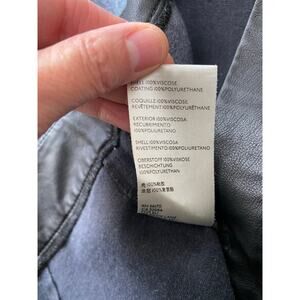 SHELL 100%VISCOSE
COATING 100%POLYURETHANE
COQUILLE 100%VISCOSE
REVÊTEMENT 100%POLYURETHANE
EXTERIOR 100%VISCOSA
RECUBRIMIENTO
100%POLIURETANO
SHELL 100%VISCOSA
RIVESTIMENTO 100%POLIURETANO
OBERSTOFF 100%VISKOSE
BESCHICHTUNG
100%POLYURETHAN